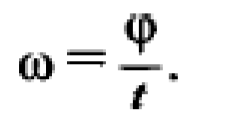 ω = φ/t.